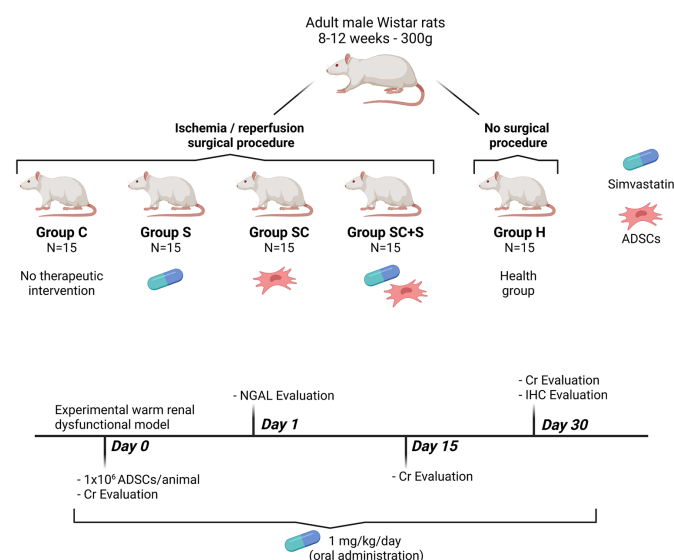 Adult male Wistar rats
8-12 weeks - 300g
Ischemia / reperfusion
surgical procedure
No surgical
procedure
Simvastatin
ADSCs
Group C
N=15
No therapeutic
intervention
Group S
N=15
Group SC
N=15
Group SC+S
N=15
Group H
N=15
Health
group
Experimental warm renal
dysfunctional model
Day 0
- 1x10⁶ ADSCs/animal
- Cr Evaluation
- NGAL Evaluation
Day 1
Day 15
- Cr Evaluation
- Cr Evaluation
- IHC Evaluation
Day 30
1 mg/kg/day
(oral administration)